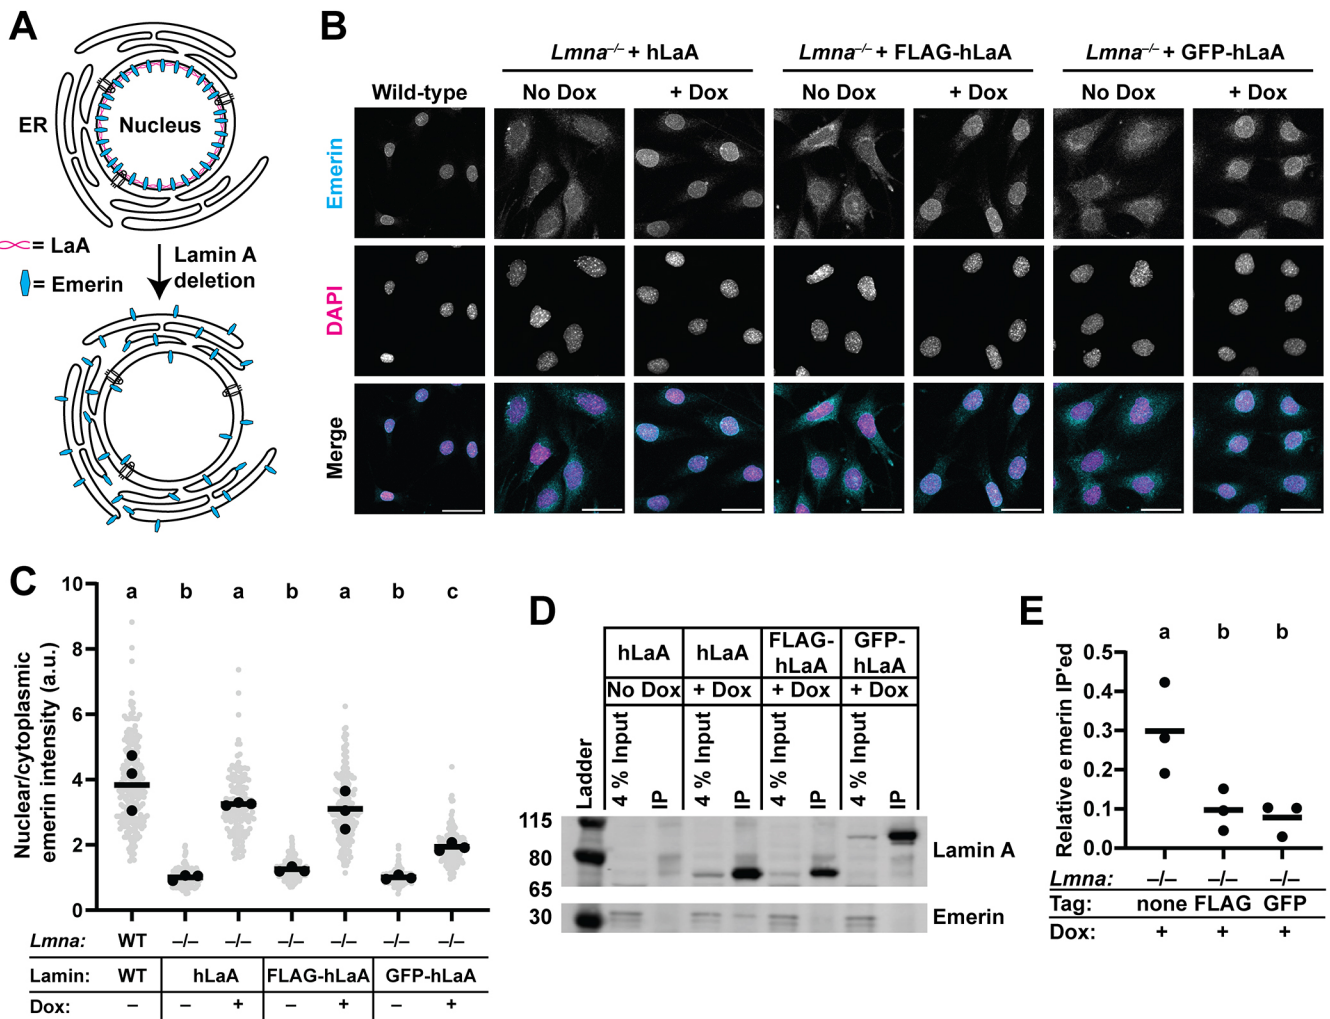 A
ER
Nucleus
= LaA
= Emerin
Lamin A
deletion
B
Lmna–/– + hLaA
Lmna–/– + FLAG-hLaA
Lmna–/– + GFP-hLaA
Wild-type
No Dox
+ Dox
No Dox
+ Dox
No Dox
+ Dox
Emerin
DAPI
Merge
C
Nuclear/cytoplasmic
emerin intensity (a.u.)
10
8
6
4
2
0
a b a b a b c
Lmna: WT –/– –/– –/– –/– –/– –/–
Lamin: WT hLaA FLAG-hLaA GFP-hLaA
Dox: – – + – + – +
D
hLaA hLaA FLAG-hLaA GFP-hLaA
No Dox + Dox + Dox + Dox
Ladder
4 % Input
IP
4 % Input
IP
4 % Input
IP
4 % Input
IP
115
80
65
30
Lamin A
Emerin
E
Relative emerin IP'ed
a b b
0.5
0.4
0.3
0.2
0.1
0.0
Lmna: –/– –/– –/–
Tag: none FLAG GFP
Dox: + + +